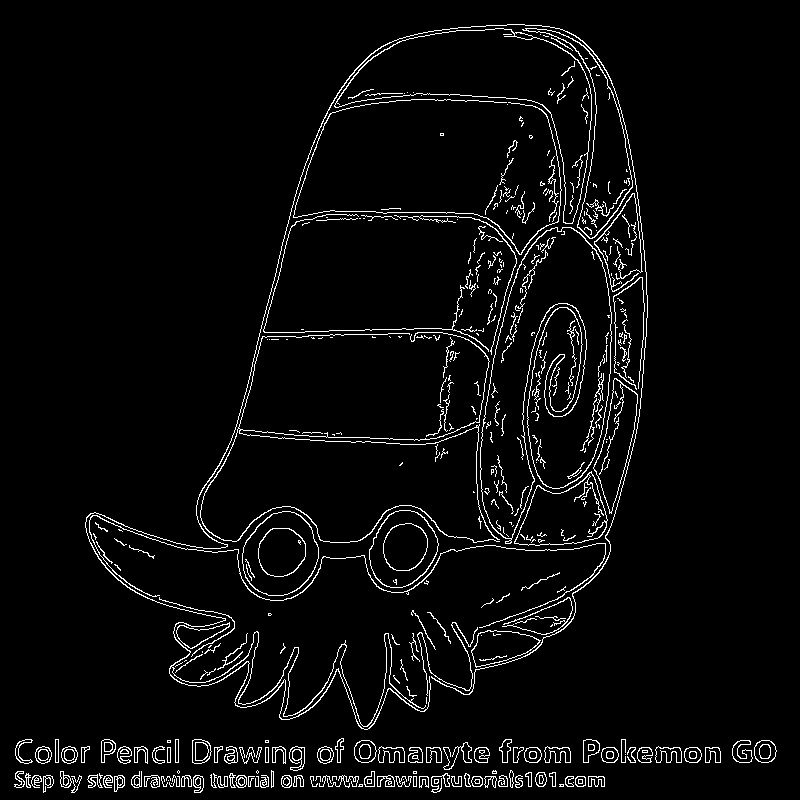 Color Pencil Drawing of Omanyte from Pokemon GO
Step by step drawing tutorial on www.drawingtutorials101.com